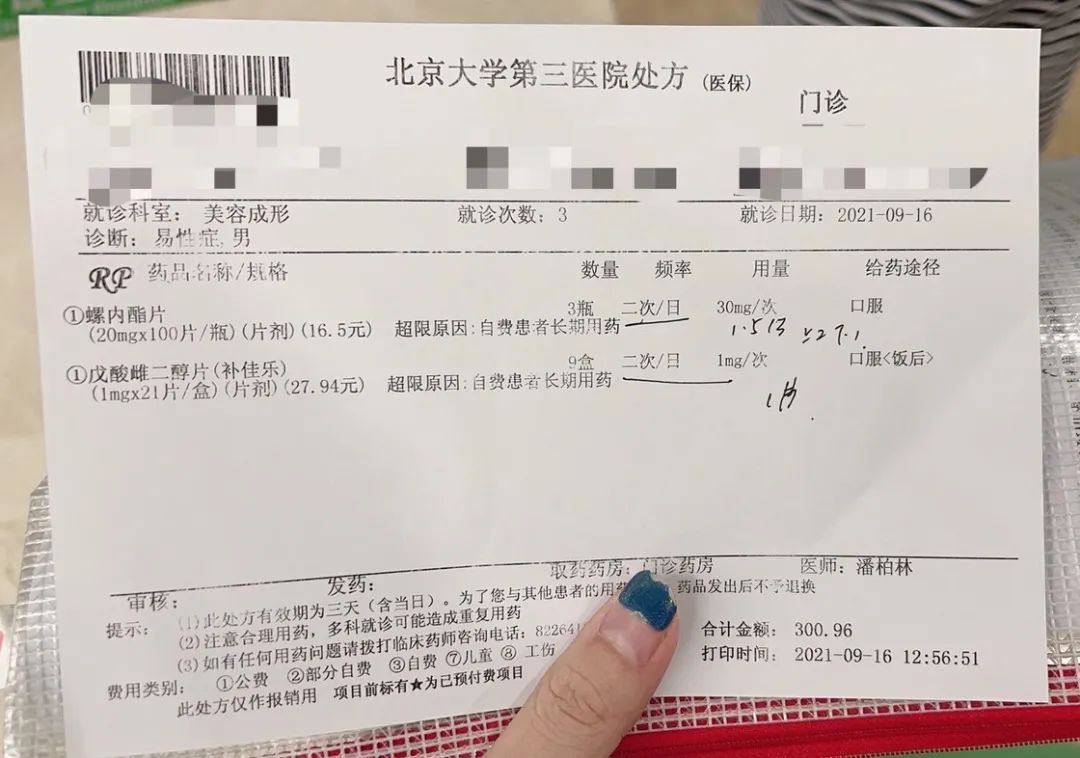 北京大学第三医院处方 (医保)
门诊
就诊科室： 美容成形 就诊次数：3 就诊日期：2021-09-16
诊断：易性症,男
RP 药品名称/规格 数量 频率 用量 给药途径
①螺内酯片 3瓶 二次/日 30mg/次 口服
(20mgx100片/瓶)(片剂)(16.5元) 超限原因:自费患者长期用药
1.5
①戊酸雌二醇片(补佳乐) 9盒 二次/日 1mg/次 口服<饭后>
(1mgx21片/盒)(片剂)(27.94元) 超限原因:自费患者长期用药
审核： 发药： 取药药房：门诊药房 医师：潘柏林
提示： (1)此处方有效期为三天（含当日）。为了您与其他患者的用药 药品发出后不予退换
(2)注意合理用药，多科就诊可能造成重复用药
(3)如有任何用药问题请拨打临床药师咨询电话：822641
合计金额：300.96
费用类别： ①公费 ②部分自费 ③自费 ⑦儿童 ⑧ 工伤
打印时间： 2021-09-16 12:56:51
此处方仅作报销用 项目前标有★为已预付费项目